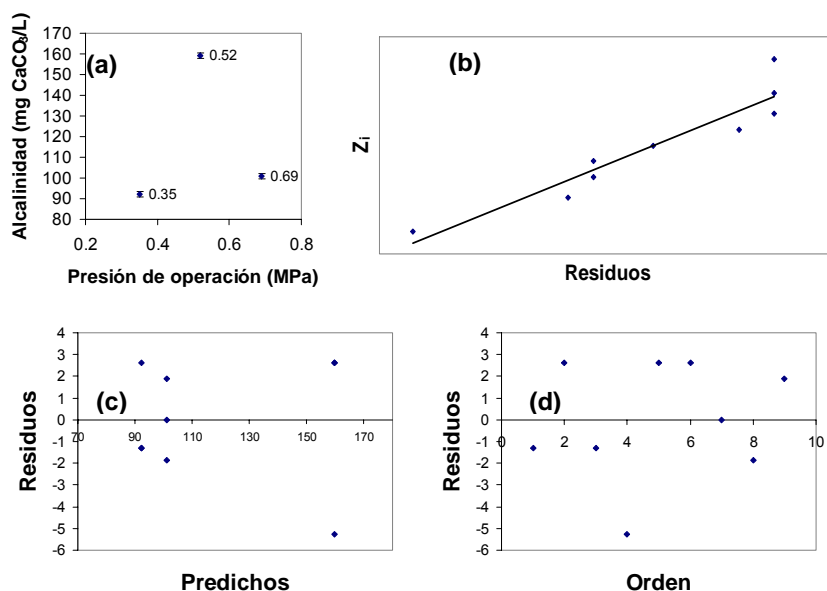 Alcalinidad (mg CaCO3/L)
170
160
150
140
130
120
110
100
90
80
(a)
0.52
0.69
0.35
0.2 0.4 0.6 0.8
Presión de operación (MPa)
(b)
Zi
Residuos
Residuos
4
3
2
1
0
-1
-2
-3
-4
-5
-6
(c)
70 90 110 130 150 170
Predichos
Residuos
4
3
2
1
0
-1
-2
-3
-4
-5
-6
(d)
0 2 4 6 8 10
Orden